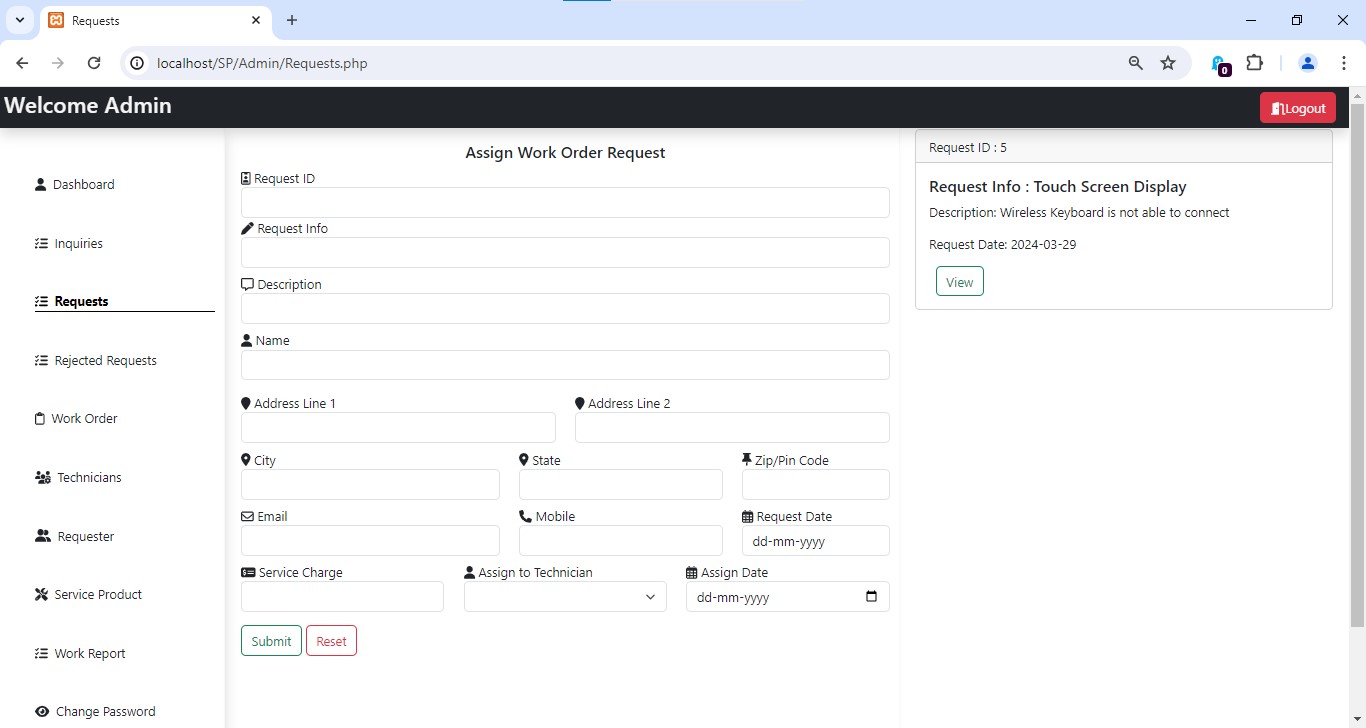 Requests
localhost/SP/Admin/Requests.php
0
Welcome Admin
Logout
Dashboard
Inquiries
Requests
Rejected Requests
Work Order
Technicians
Requester
Service Product
Work Report
Change Password
Assign Work Order Request
Request ID
Request Info
Description
Name
Address Line 1 Address Line 2
City State Zip/Pin Code
Email Mobile Request Date
dd-mm-yyyy
Service Charge Assign to Technician Assign Date
dd-mm-yyyy
Submit Reset
Request ID : 5
Request Info : Touch Screen Display
Description: Wireless Keyboard is not able to connect
Request Date: 2024-03-29
View